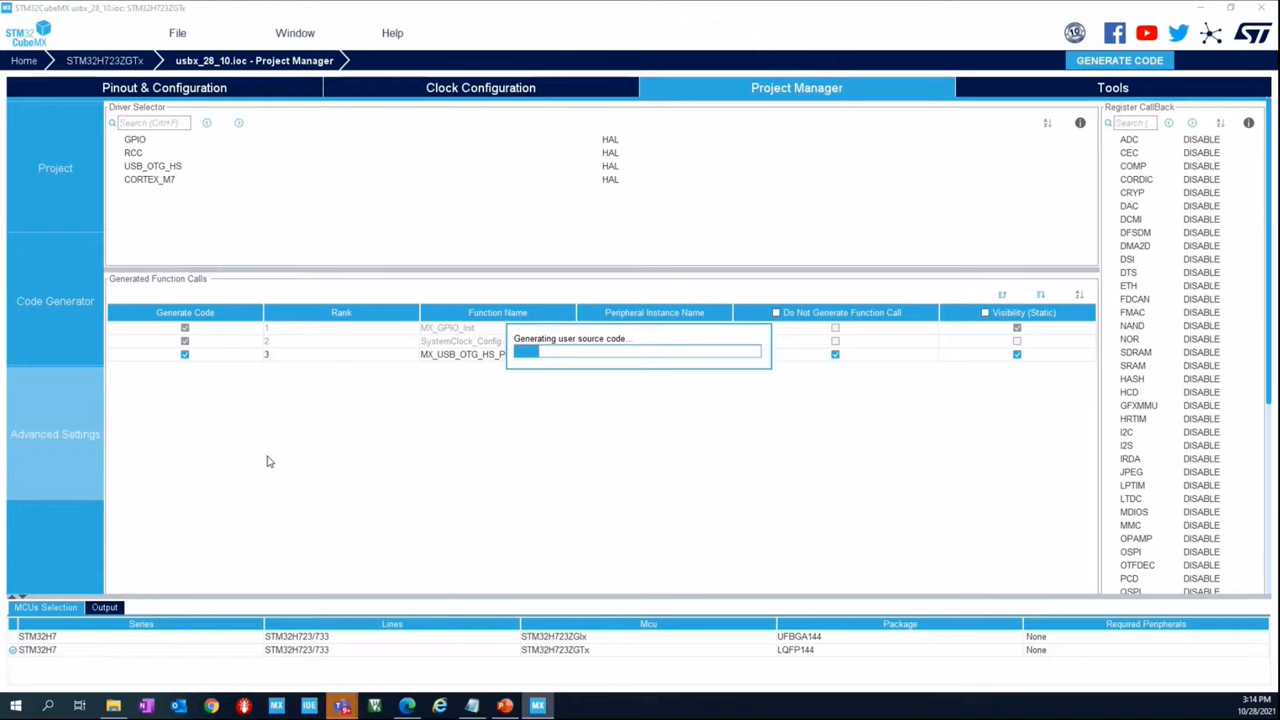 STM32CubeMX usbx_28_10.ioc: STM32H723ZGTx
STM32
CubeMX
File
Window
Help
Home
STM32H723ZGTx
usbx_28_10.ioc - Project Manager
GENERATE CODE
Pinout & Configuration
Clock Configuration
Project Manager
Tools
Project
Code Generator
Advanced Settings
Driver Selector
Search (Crtl+F)
GPIO HAL
RCC HAL
USB_OTG_HS HAL
CORTEX_M7 HAL
Generated Function Calls
Generate Code Rank Function Name Peripheral Instance Name Do Not Generate Function Call Visibility (Static)
1 MX_GPIO_Init
2 SystemClock_Config
3 MX_USB_OTG_HS_P
Generating user source code...
Register CallBack
Search (
ADC DISABLE
CEC DISABLE
COMP DISABLE
CORDIC DISABLE
CRYP DISABLE
DAC DISABLE
DCMI DISABLE
DFSDM DISABLE
DMA2D DISABLE
DSI DISABLE
DTS DISABLE
ETH DISABLE
FDCAN DISABLE
FMAC DISABLE
NAND DISABLE
NOR DISABLE
SDRAM DISABLE
SRAM DISABLE
HASH DISABLE
HCD DISABLE
GFXMMU DISABLE
HRTIM DISABLE
I2C DISABLE
I2S DISABLE
IRDA DISABLE
JPEG DISABLE
LPTIM DISABLE
LTDC DISABLE
MDIOS DISABLE
MMC DISABLE
OPAMP DISABLE
OSPI DISABLE
OTFDEC DISABLE
PCD DISABLE
OSPI DISABLE
MCUs Selection Output
Series Lines Mcu Package Required Peripherals
STM32H7 STM32H723/733 STM32H723ZGIx UFBGA144 None
STM32H7 STM32H723/733 STM32H723ZGTx LQFP144 None
3:14 PM
10/28/2021